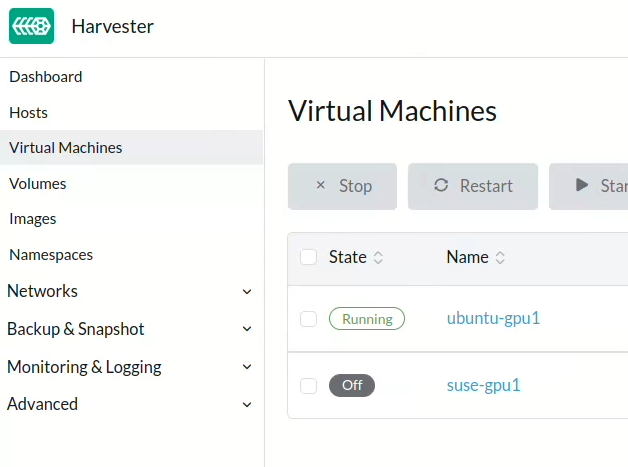 Harvester
Dashboard
Hosts
Virtual Machines
Volumes
Images
Namespaces
Networks
Backup & Snapshot
Monitoring & Logging
Advanced
Virtual Machines
Stop Restart Star
State Name
Running ubuntu-gpu1
Off suse-gpu1